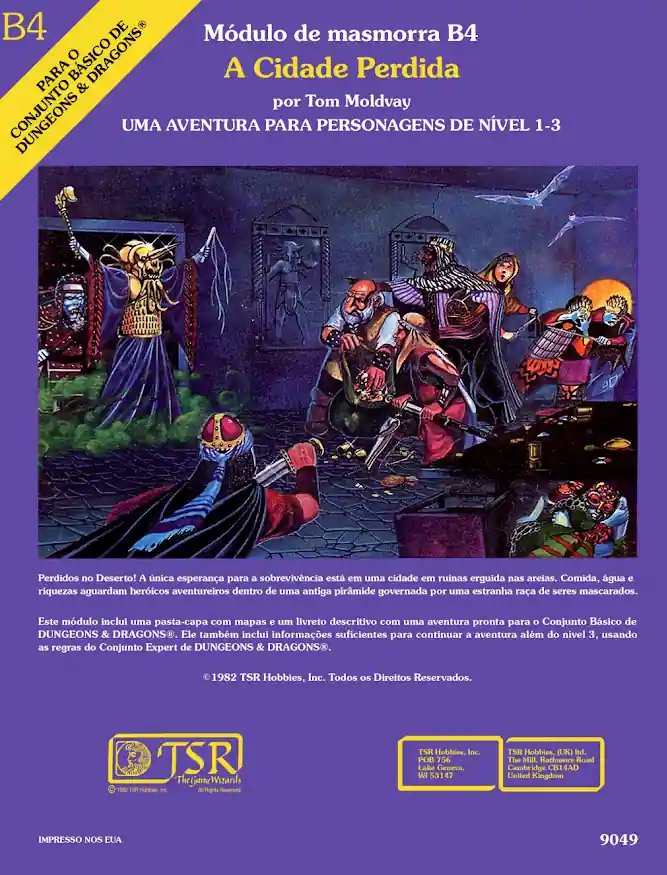 B4
PARA O
CONJUNTO BÁSICO DE
DUNGEONS & DRAGONS®
Módulo de masmorra B4
A Cidade Perdida
por Tom Moldvay
UMA AVENTURA PARA PERSONAGENS DE NÍVEL 1-3
Perdidos no Deserto! A única esperança para a sobrevivência está em uma cidade em ruínas erguida nas areias. Comida, água e
riquezas aguardam heróicos aventureiros dentro de uma antiga pirâmide governada por uma estranha raça de seres mascarados.
Este módulo inclui uma pasta-capa com mapas e um livreto descritivo com uma aventura pronta para o Conjunto Básico de
DUNGEONS & DRAGONS®. Ele também inclui informações suficientes para continuar a aventura além do nível 3, usando
as regras do Conjunto Expert de DUNGEONS & DRAGONS®.
©1982 TSR Hobbies, Inc. Todos os Direitos Reservados.
TSR
The Game Wizards
© 1980 TSR Hobbies, Inc. All Rights Reserved
TSR Hobbies, Inc.
POB 756
Lake Geneva,
WI 53147
TSR Hobbies, (UK) ltd.
The Mill, Rathmore Road
Cambridge CB14AD
United Kingdom
IMPRESSO NOS EUA
9049